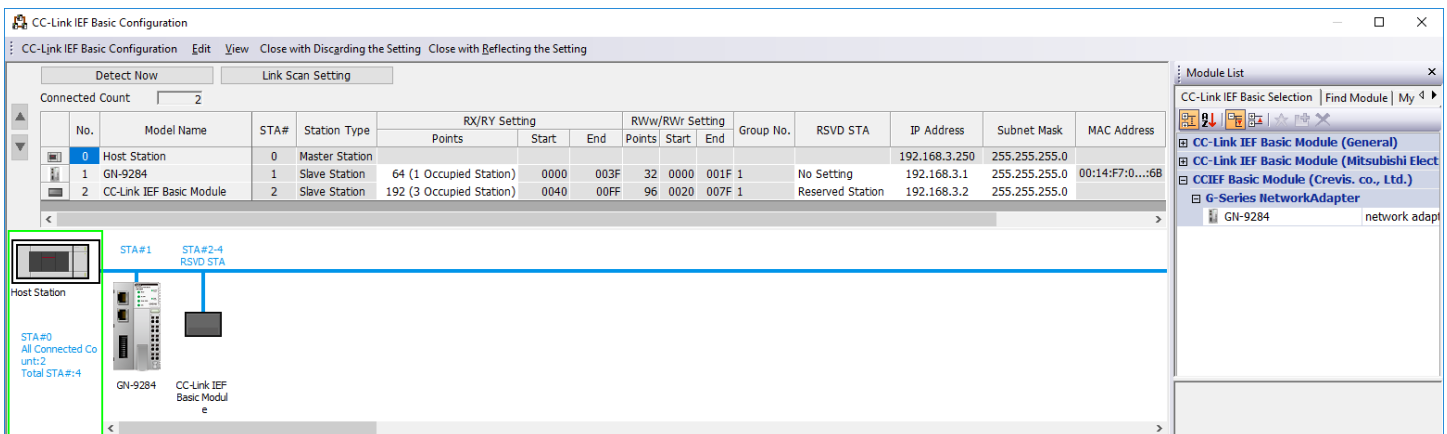 CC-Link IEF Basic Configuration
CC-Link IEF Basic Configuration Edit View Close with Discarding the Setting Close with Reflecting the Setting
Detect Now Link Scan Setting
Connected Count 2
No. Model Name STA# Station Type RX/RY Setting RWw/RWr Setting Group No. RSVD STA IP Address Subnet Mask MAC Address
Points Start End Points Start End
0 Host Station 0 Master Station 192.168.3.250 255.255.255.0
1 GN-9284 1 Slave Station 64 (1 Occupied Station) 0000 003F 32 0000 001F 1 No Setting 192.168.3.1 255.255.255.0 00:14:F7:0...:6B
2 CC-Link IEF Basic Module 2 Slave Station 192 (3 Occupied Station) 0040 00FF 96 0020 007F 1 Reserved Station 192.168.3.2 255.255.255.0
STA#1 STA#2-4
RSVD STA
Host Station
STA#0
All Connected Co
unt:2
Total STA#:4
GN-9284 CC-Link IEF
Basic Modul
e
Module List
CC-Link IEF Basic Selection Find Module My
CC-Link IEF Basic Module (General)
CC-Link IEF Basic Module (Mitsubishi Elect
CCIEF Basic Module (Crevis. co., Ltd.)
G-Series NetworkAdapter
GN-9284 network adapt